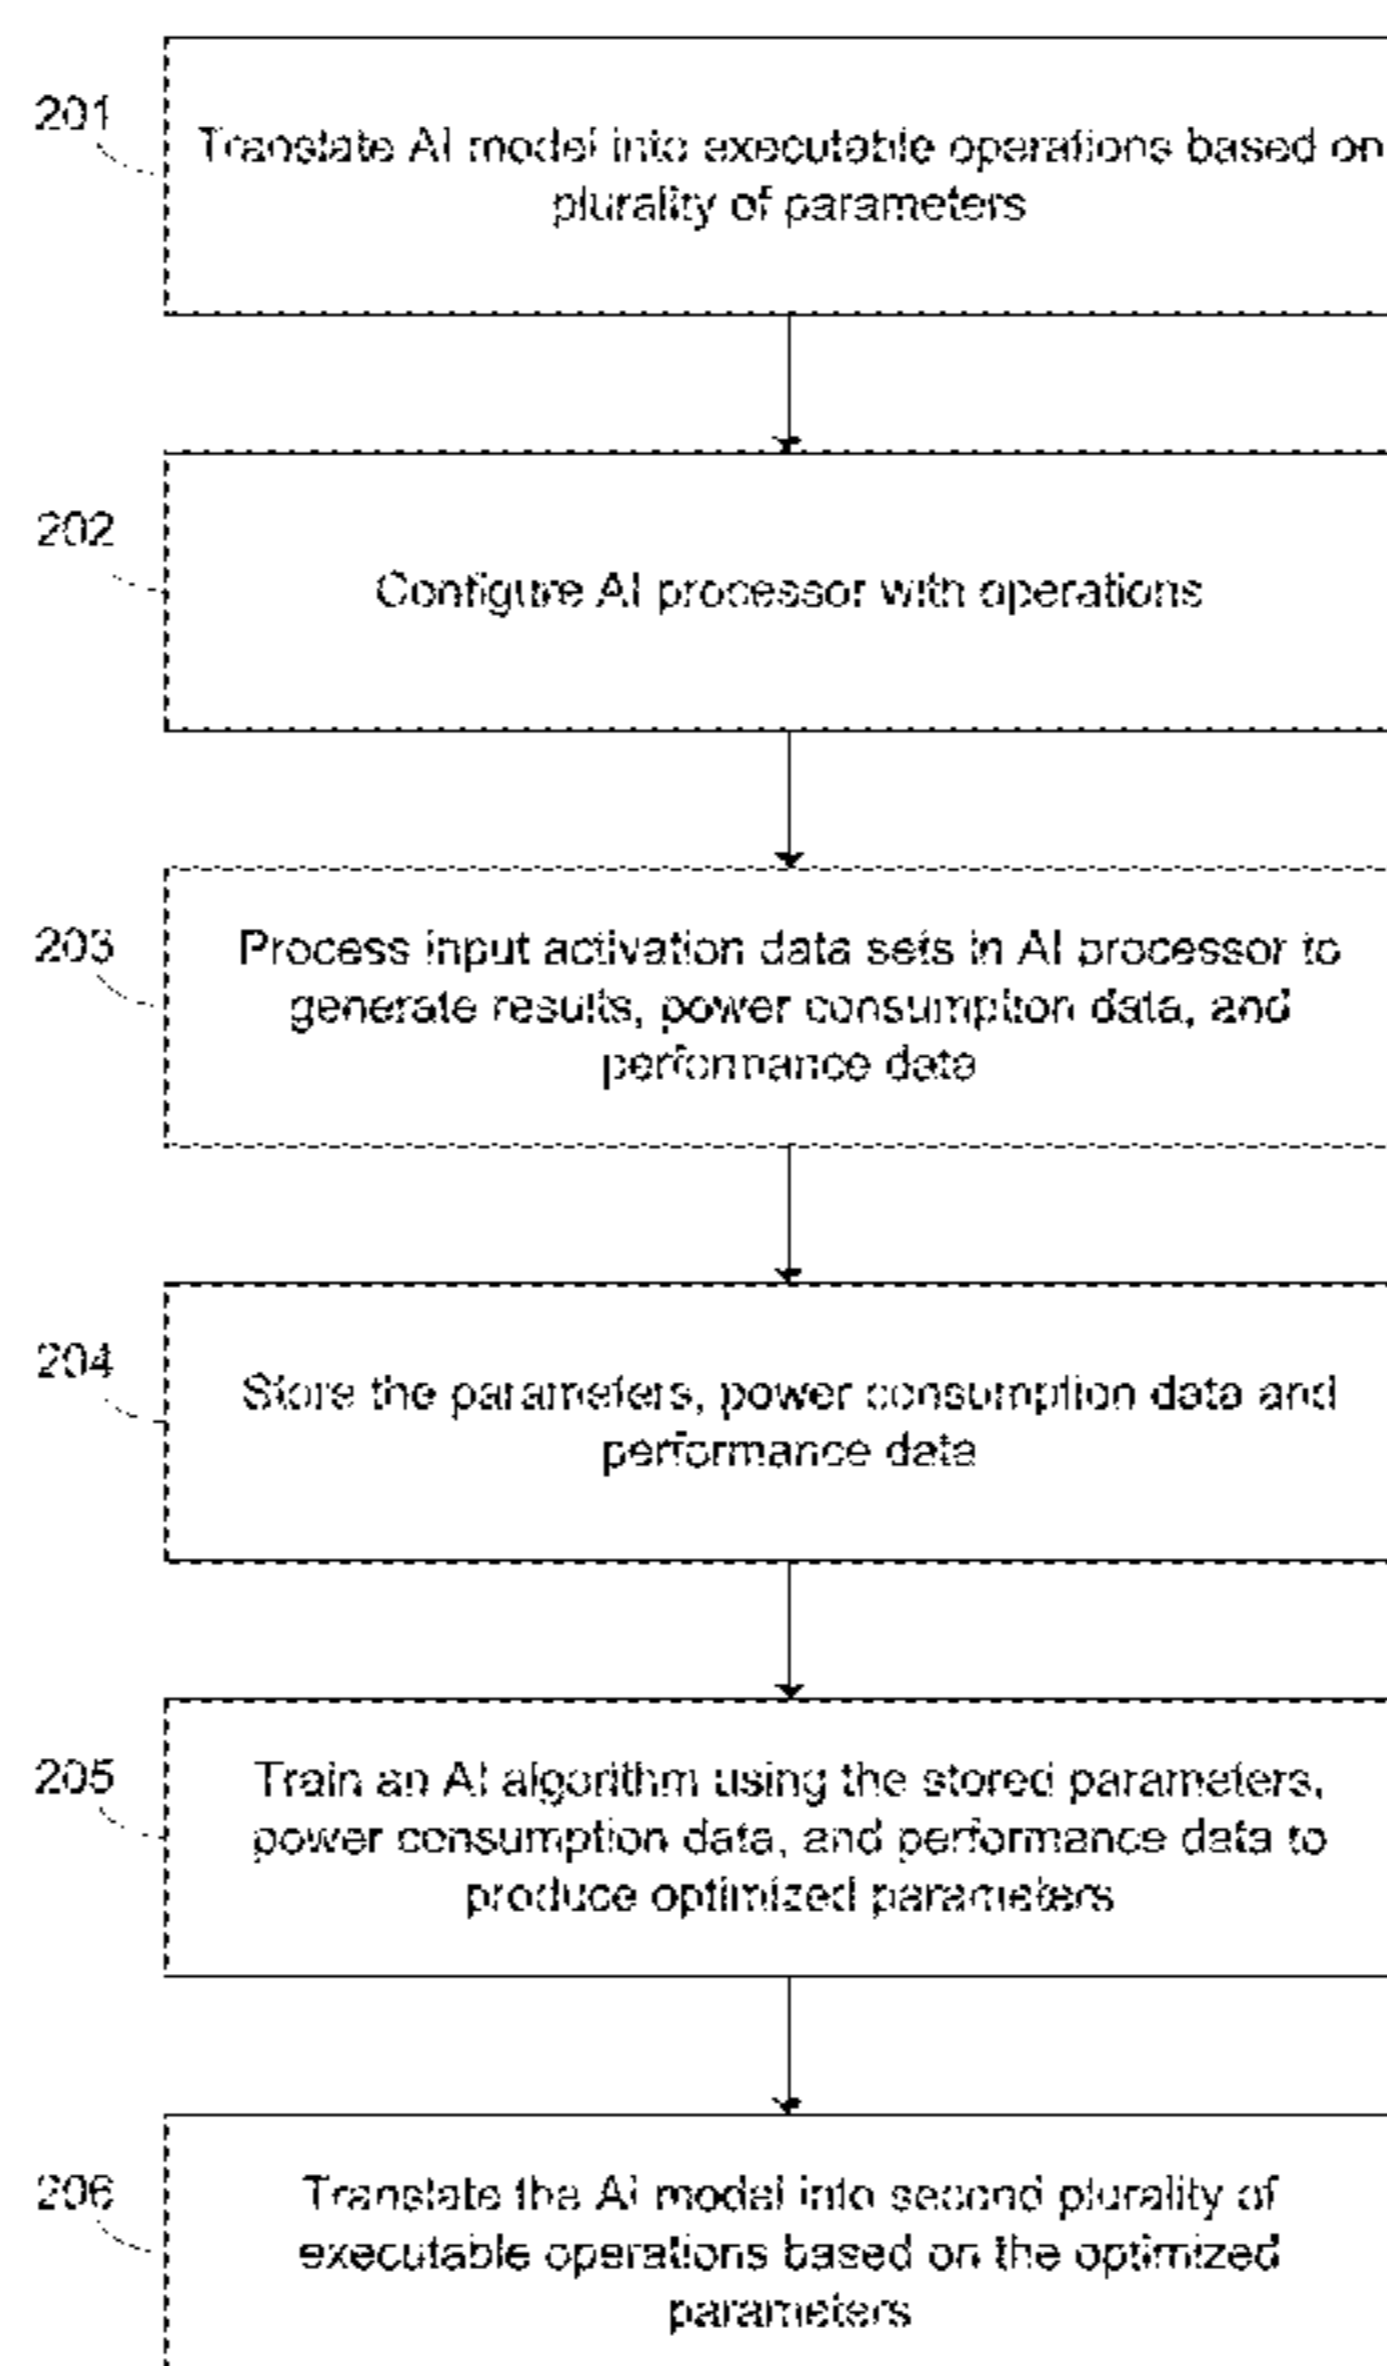 201
Translate AI model into executable operations based on
plurality of parameters
202
Configure AI processor with operations
203
Process input activation data sets in AI processor to
generate results, power consumption data, and
performance data
204
Store the parameters, power consumption data and
performance data
205
Train an AI algorithm using the stored parameters,
power consumption data, and performance data to
produce optimized parameters
206
Translate the AI model into second plurality of
executable operations based on the optimized
parameters